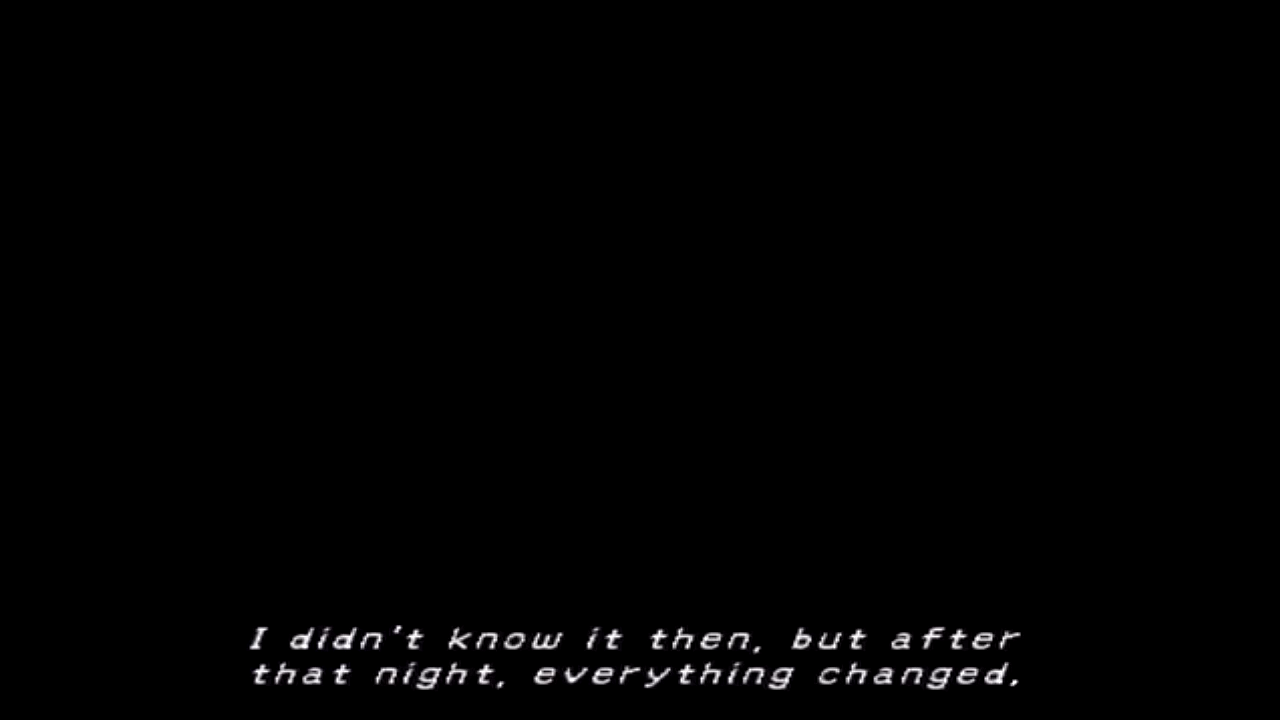 I didn't know it then, but after
that night, everything changed.